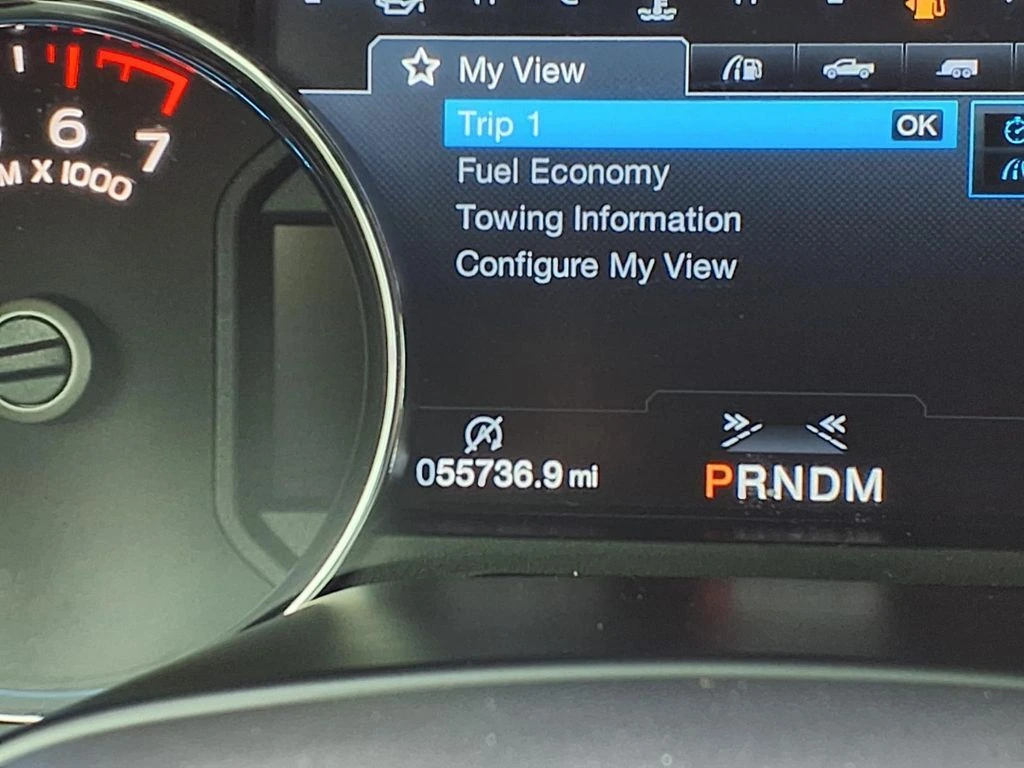 My View
Trip 1 OK
Fuel Economy
Towing Information
Configure My View
6
7
X 1000
055736.9 mi
PRNDM